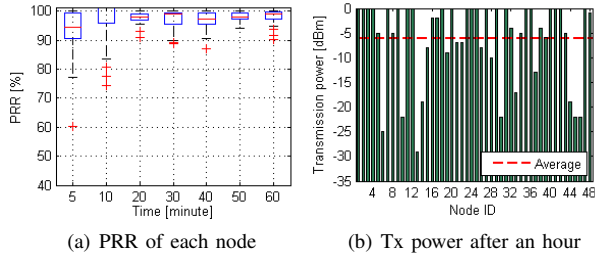 100
90
80
70
60
50
40
PRR [%]
5 10 20 30 40 50 60
Time [minute]
(a) PRR of each node
0
-5
-10
-15
-20
-25
-30
-35
Transmission power [dBm]
Average
4 8 12 16 20 24 28 32 36 40 44 48
Node ID
(b) Tx power after an hour